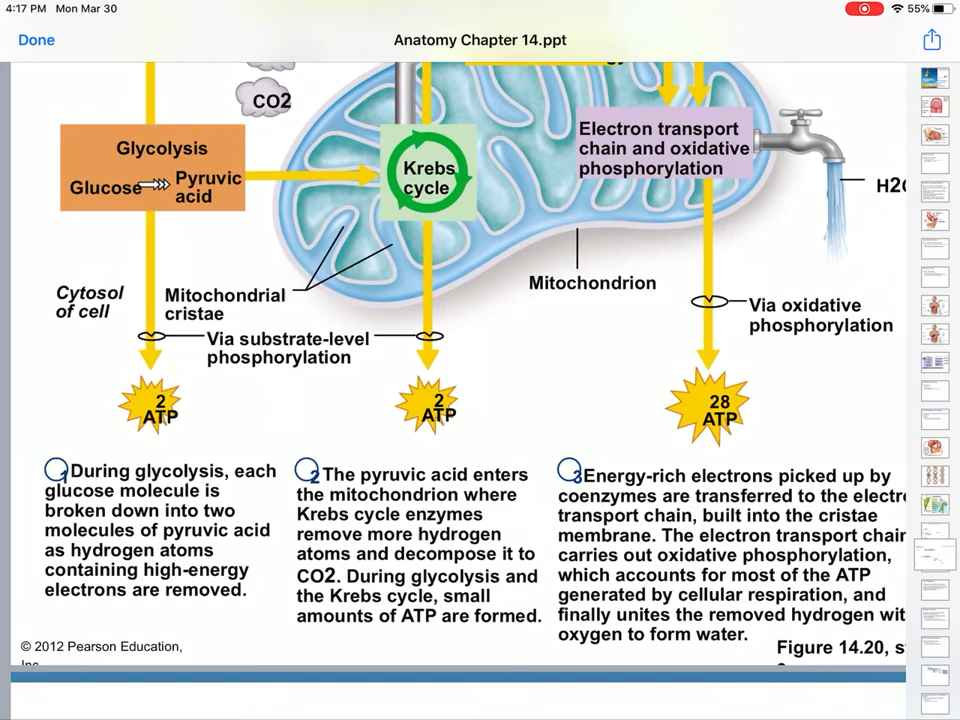 4:17 PM Mon Mar 30
55%
Done
Anatomy Chapter 14.ppt
CO2
Glycolysis
Glucose
Pyruvic
acid
Krebs
cycle
Electron transport
chain and oxidative
phosphorylation
Cytosol
of cell
Mitochondrial
cristae
Mitochondrion
Via substrate-level
phosphorylation
Via oxidative
phosphorylation
2
ATP
2
ATP
28
ATP
1 During glycolysis, each
glucose molecule is
broken down into two
molecules of pyruvic acid
as hydrogen atoms
containing high-energy
electrons are removed.
2 The pyruvic acid enters
the mitochondrion where
Krebs cycle enzymes
remove more hydrogen
atoms and decompose it to
CO2. During glycolysis and
the Krebs cycle, small
amounts of ATP are formed.
3 Energy-rich electrons picked up by
coenzymes are transferred to the electr
transport chain, built into the cristae
membrane. The electron transport chain
carries out oxidative phosphorylation,
which accounts for most of the ATP
generated by cellular respiration, and
finally unites the removed hydrogen wit
oxygen to form water.
© 2012 Pearson Education,
Inc.
Figure 14.20, s